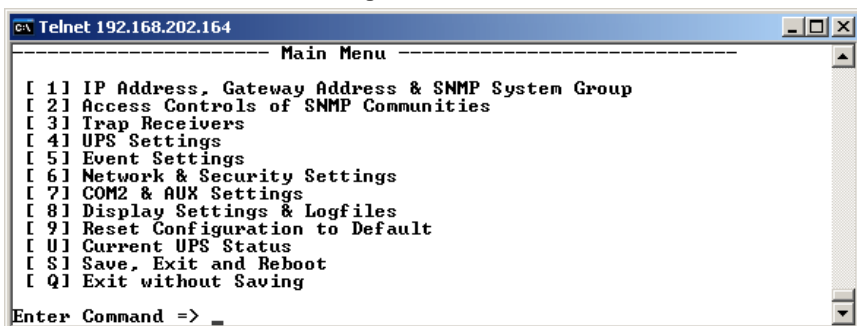 Telnet 192.168.202.164
---------------------- Main Menu -----------------------------
[ 1] IP Address, Gateway Address & SNMP System Group
[ 2] Access Controls of SNMP Communities
[ 3] Trap Receivers
[ 4] UPS Settings
[ 5] Event Settings
[ 6] Network & Security Settings
[ 7] COM2 & AUX Settings
[ 8] Display Settings & Logfiles
[ 9] Reset Configuration to Default
[ U] Current UPS Status
[ S] Save, Exit and Reboot
[ Q] Exit without Saving
Enter Command => _